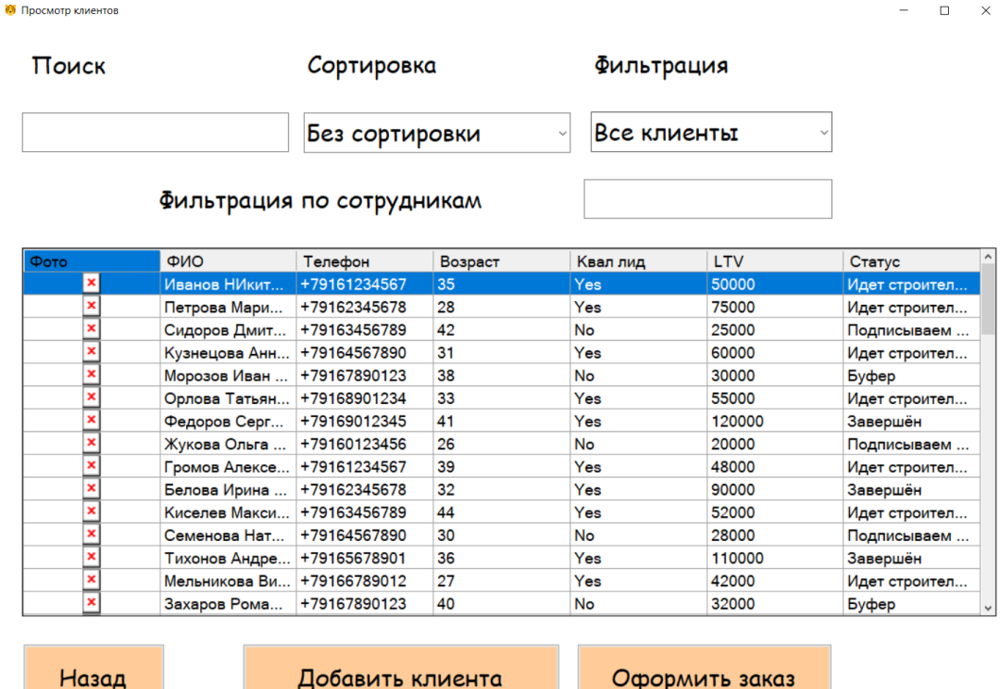 Просмотр клиентов
Поиск Сортировка Фильтрация
Без сортировки Все клиенты
Фильтрация по сотрудникам
Фото ФИО Телефон Возраст Квал лид LTV Статус
Иванов НИкит... +79161234567 35 Yes 50000 Идет строител...
Петрова Мари... +79162345678 28 Yes 75000 Идет строител...
Сидоров Дмит... +79163456789 42 No 25000 Подписываем ...
Кузнецова Анн... +79164567890 31 Yes 60000 Идет строител...
Морозов Иван ... +79167890123 38 No 30000 Буфер
Орлова Татьян... +79168901234 33 Yes 55000 Идет строител...
Федоров Серг... +79169012345 41 Yes 120000 Завершён
Жукова Ольга ... +79160123456 26 No 20000 Подписываем ...
Громов Алексе... +79161234567 39 Yes 48000 Идет строител...
Белова Ирина ... +79162345678 32 Yes 90000 Завершён
Киселев Макси... +79163456789 44 Yes 52000 Идет строител...
Семенова Нат... +79164567890 30 No 28000 Подписываем ...
Тихонов Андре... +79165678901 36 Yes 110000 Завершён
Мельникова Ви... +79166789012 27 Yes 42000 Идет строител...
Захаров Рома... +79167890123 40 No 32000 Буфер
Назад Добавить клиента Оформить заказ